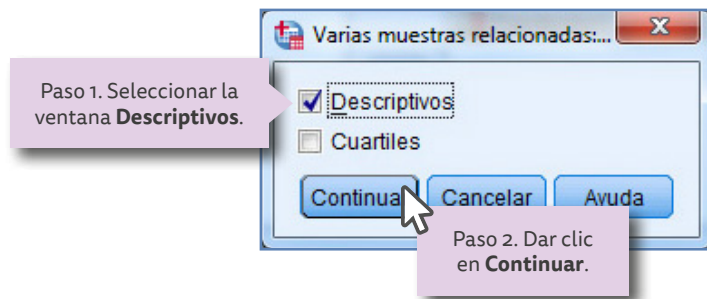 Varias muestras relacionadas:...
Paso 1. Seleccionar la
ventana Descriptivos.
Descriptivos
Cuartiles
Continuar
Cancelar
Ayuda
Paso 2. Dar clic
en Continuar.